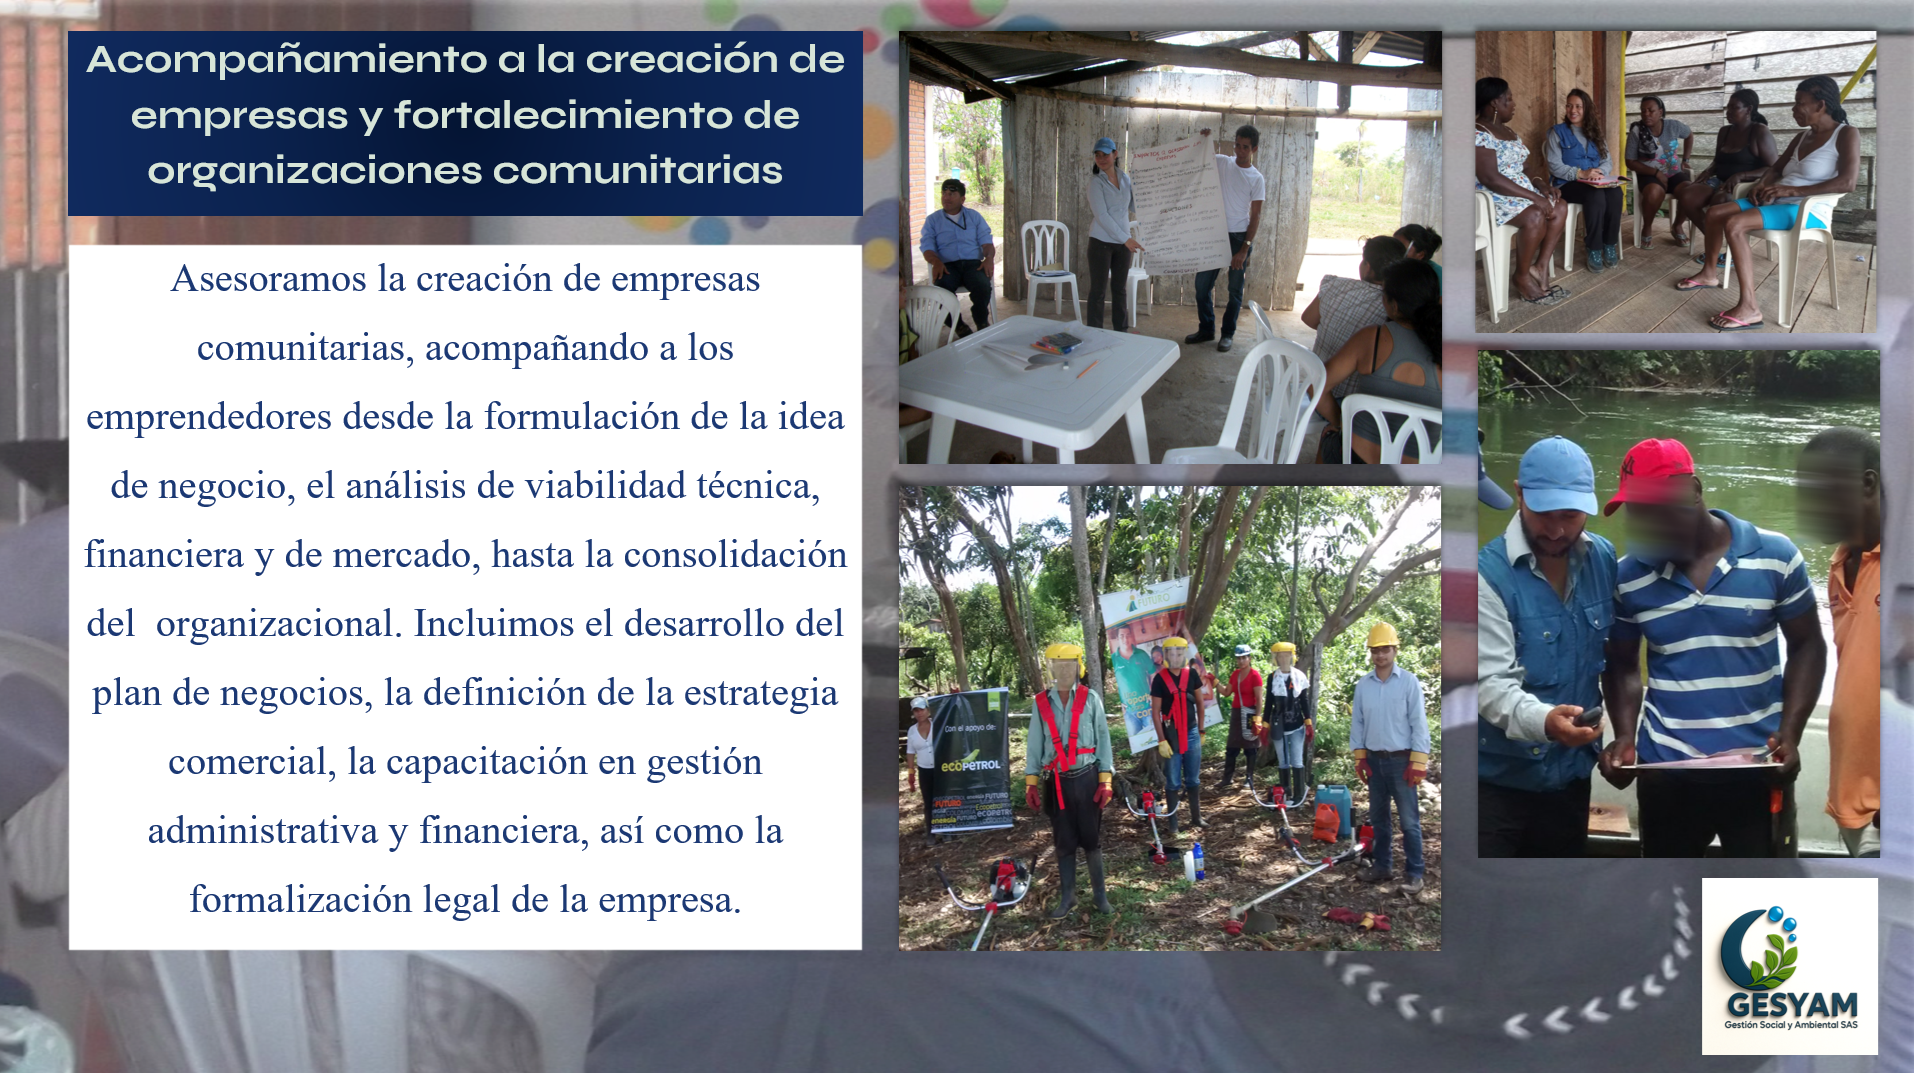 Acompañamiento a la creación de
empresas y fortalecimiento de
organizaciones comunitarias
Asesoramos la creación de empresas
comunitarias, acompañando a los
emprendedores desde la formulación de la idea
de negocio, el análisis de viabilidad técnica,
financiera y de mercado, hasta la consolidación
del  organizacional. Incluimos el desarrollo del
plan de negocios, la definición de la estrategia
comercial, la capacitación en gestión
administrativa y financiera, así como la
formalización legal de la empresa.
FUTURO
Con el apoyo de:
ecopetrol
GESYAM
Gestión Social y Ambiental SAS